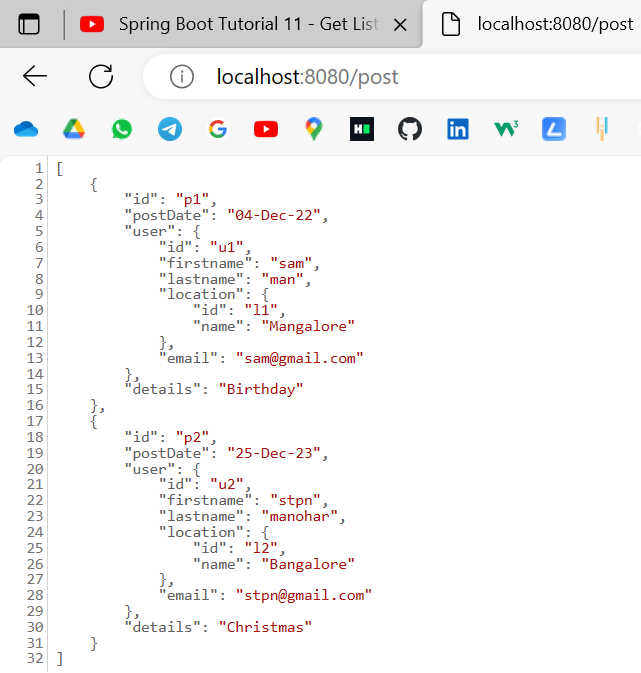 Spring Boot Tutorial 11 - Get List
localhost:8080/post
localhost:8080/post
1 [
2     {
3         "id": "p1",
4         "postDate": "04-Dec-22",
5         "user": {
6             "id": "u1",
7             "firstname": "sam",
8             "lastname": "man",
9             "location": {
10                 "id": "l1",
11                 "name": "Mangalore"
12             },
13             "email": "sam@gmail.com"
14         },
15         "details": "Birthday"
16     },
17     {
18         "id": "p2",
19         "postDate": "25-Dec-23",
20         "user": {
21             "id": "u2",
22             "firstname": "stpn",
23             "lastname": "manohar",
24             "location": {
25                 "id": "l2",
26                 "name": "Bangalore"
27             },
28             "email": "stpn@gmail.com"
29         },
30         "details": "Christmas"
31     }
32 ]